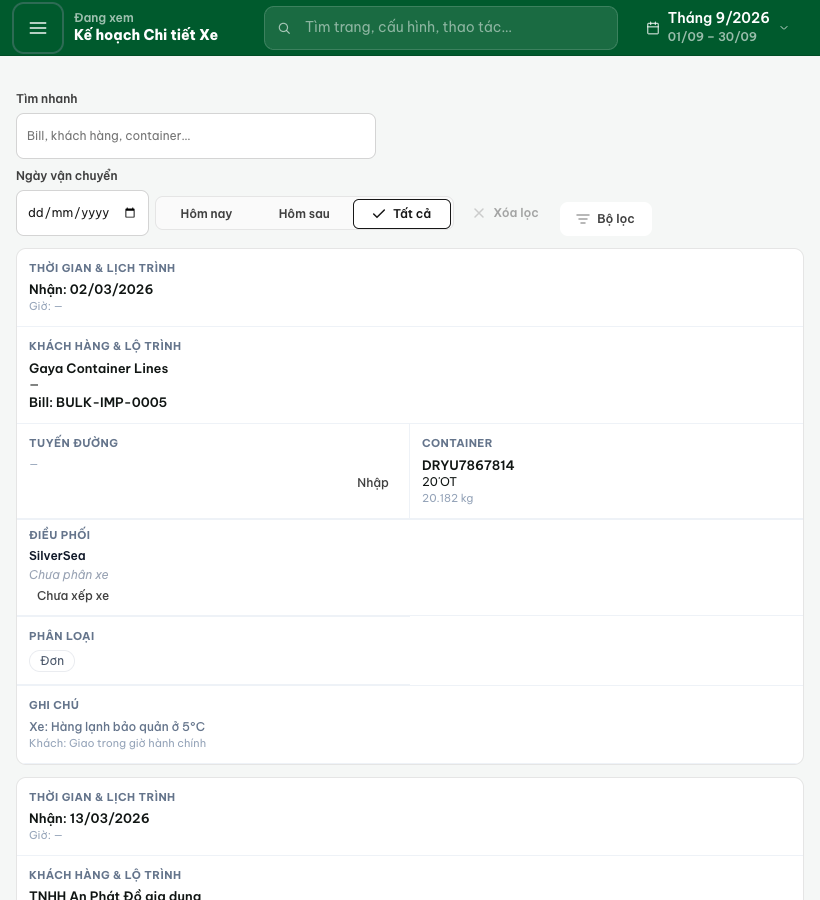 Đang xem
Kế hoạch Chi tiết Xe
Tìm trang, cấu hình, thao tác...
Tháng 9/2026
01/09 – 30/09
Tìm nhanh
Bill, khách hàng, container...
Ngày vận chuyển
dd/mm/yyyy
Hôm nay
Hôm sau
Tất cả
Xóa lọc
Bộ lọc
THỜI GIAN & LỊCH TRÌNH
Nhận: 02/03/2026
Giờ: —
KHÁCH HÀNG & LỘ TRÌNH
Gaya Container Lines
—
Bill: BULK-IMP-0005
TUYẾN ĐƯỜNG
—
Nhập
CONTAINER
DRYU7867814
20'OT
20.182 kg
ĐIỀU PHỐI
SilverSea
Chưa phân xe
Chưa xếp xe
PHÂN LOẠI
Đơn
GHI CHÚ
Xe: Hàng lạnh bảo quản ở 5°C
Khách: Giao trong giờ hành chính
THỜI GIAN & LỊCH TRÌNH
Nhận: 13/03/2026
Giờ: —
KHÁCH HÀNG & LỘ TRÌNH
TNHH An Phát Đồ gia dụng